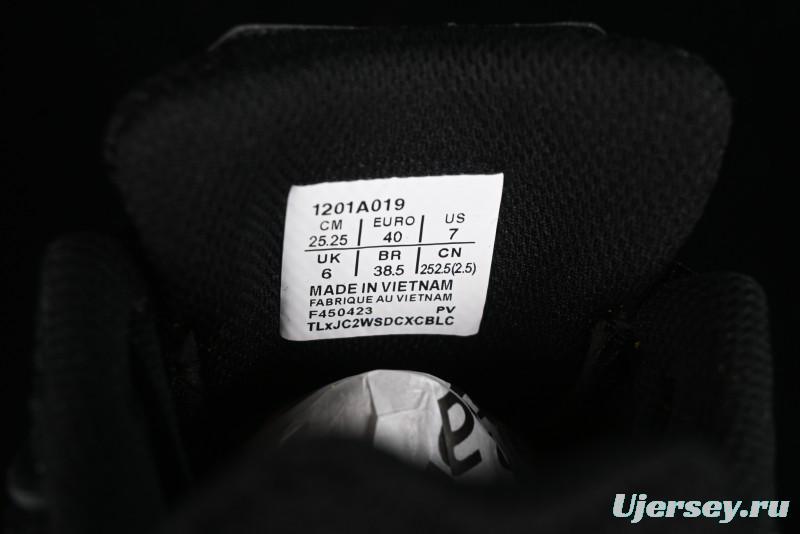 1201A019
CM EURO US
25.25 40 7
UK BR CN
6 38.5 252.5(2.5)
MADE IN VIETNAM
FABRIQUE AU VIETNAM
F450423 PV
TLxJC2WSDCXCBLC
Ujersey.ru